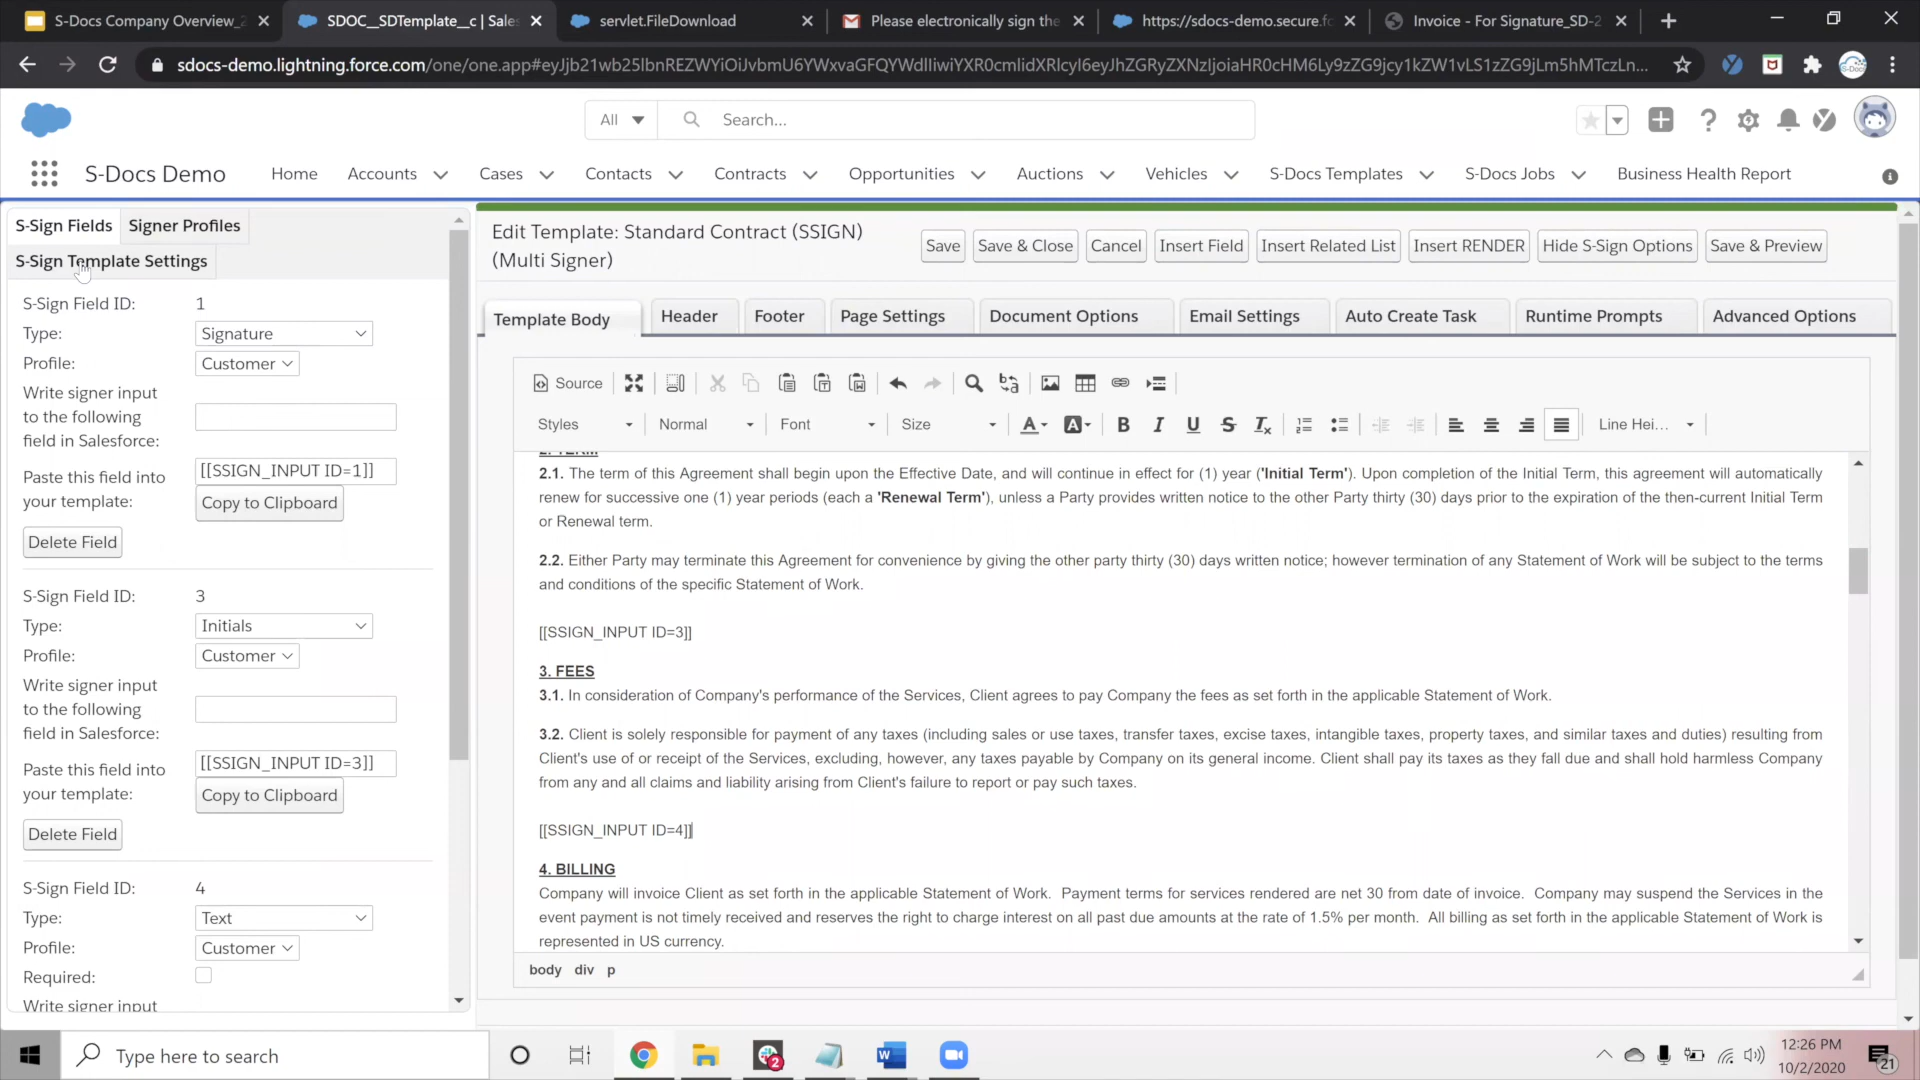 S-Docs Company Overview_2
SDOC__SDTemplate__c | Sales
servlet.FileDownload
Please electronically sign the
https://sdocs-demo.secure.fo
Invoice - For Signature_SD-2
S-Docs Demo
All
Search...
Home
Accounts
Cases
Contacts
Contracts
Opportunities
Auctions
Vehicles
S-Docs Templates
S-Docs Jobs
Business Health Report
S-Sign Fields
Signer Profiles
S-Sign Template Settings
S-Sign Field ID: 1
Type: Signature
Profile: Customer
Write signer input
to the following
field in Salesforce:
Paste this field into
your template:
[[SSIGN_INPUT ID=1]]
Copy to Clipboard
Delete Field
S-Sign Field ID: 3
Type: Initials
Profile: Customer
Write signer input
to the following
field in Salesforce:
Paste this field into
your template:
[[SSIGN_INPUT ID=3]]
Copy to Clipboard
Delete Field
S-Sign Field ID: 4
Type: Text
Profile: Customer
Required:
Write signer input
Edit Template: Standard Contract (SSIGN)
(Multi Signer)
Save
Save & Close
Cancel
Insert Field
Insert Related List
Insert RENDER
Hide S-Sign Options
Save & Preview
Template Body
Header
Footer
Page Settings
Document Options
Email Settings
Auto Create Task
Runtime Prompts
Advanced Options
Source
Styles
Normal
Font
Size
Line Hei...
2. TERM
2.1. The term of this Agreement shall begin upon the Effective Date, and will continue in effect for (1) year ('Initial Term'). Upon completion of the Initial Term, this agreement will automatically
renew for successive one (1) year periods (each a 'Renewal Term'), unless a Party provides written notice to the other Party thirty (30) days prior to the expiration of the then-current Initial Term
or Renewal term.
2.2. Either Party may terminate this Agreement for convenience by giving the other party thirty (30) days written notice; however termination of any Statement of Work will be subject to the terms
and conditions of the specific Statement of Work.
[[SSIGN_INPUT ID=3]]
3. FEES
3.1. In consideration of Company's performance of the Services, Client agrees to pay Company the fees as set forth in the applicable Statement of Work.
3.2. Client is solely responsible for payment of any taxes (including sales or use taxes, transfer taxes, excise taxes, intangible taxes, property taxes, and similar taxes and duties) resulting from
Client's use of or receipt of the Services, excluding, however, any taxes payable by Company on its general income. Client shall pay its taxes as they fall due and shall hold harmless Company
from any and all claims and liability arising from Client's failure to report or pay such taxes.
[[SSIGN_INPUT ID=4]]
4. BILLING
Company will invoice Client as set forth in the applicable Statement of Work. Payment terms for services rendered are net 30 from date of invoice. Company may suspend the Services in the
event payment is not timely received and reserves the right to charge interest on all past due amounts at the rate of 1.5% per month. All billing as set forth in the applicable Statement of Work is
represented in US currency.
body div p
Type here to search
2
12:26 PM
10/2/2020
21